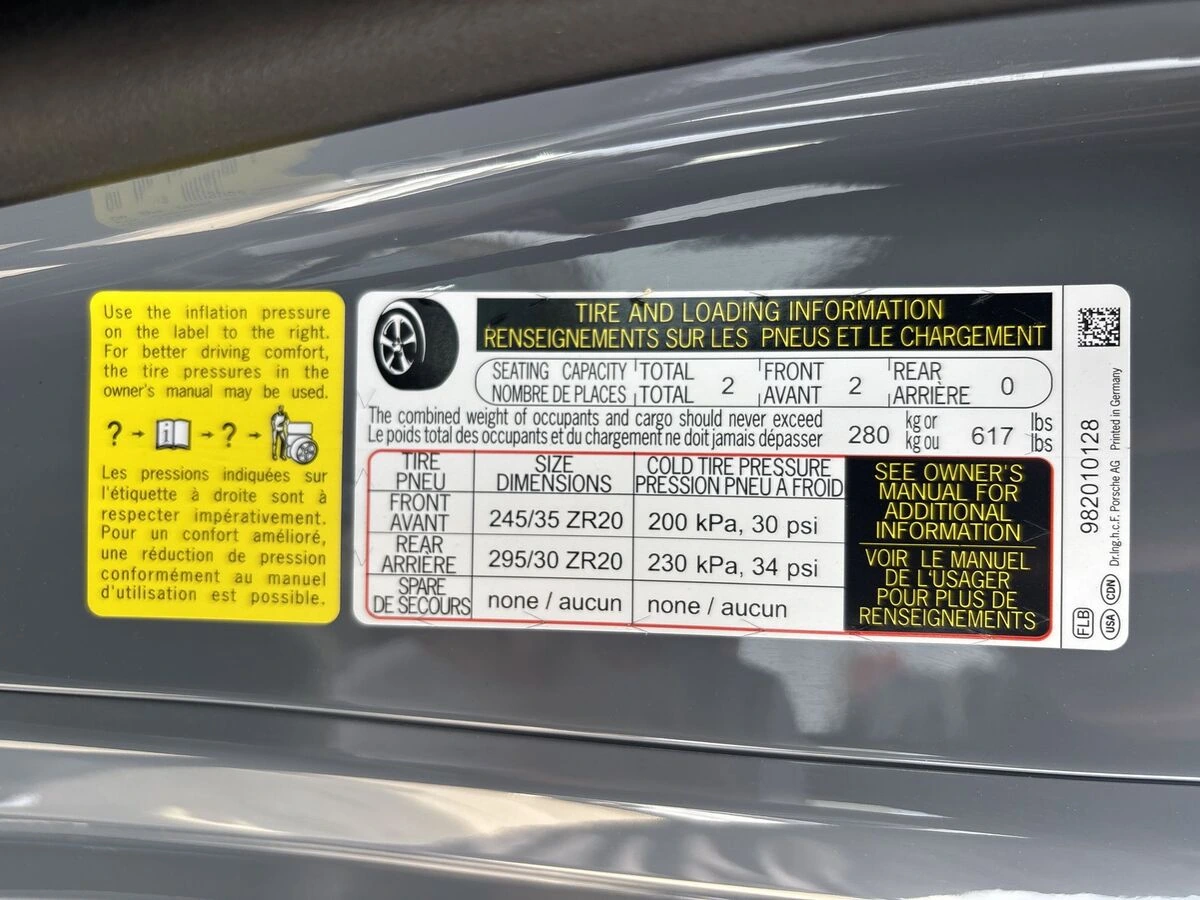 Use the inflation pressure
on the label to the right.
For better driving comfort,
the tire pressures in the
owner's manual may be used.
? → i → ? →
Les pressions indiquées sur
l'étiquette à droite sont à
respecter impérativement.
Pour un confort amélioré,
une réduction de pression
conformément au manuel
d'utilisation est possible.
TIRE AND LOADING INFORMATION
RENSEIGNEMENTS SUR LES PNEUS ET LE CHARGEMENT
SEATING CAPACITY TOTAL 2 FRONT 2 REAR 0
NOMBRE DE PLACES TOTAL AVANT ARRIÈRE
The combined weight of occupants and cargo should never exceed 280 kg or 617 lbs
Le poids total des occupants et du chargement ne doit jamais dépasser kg ou lbs
TIRE SIZE COLD TIRE PRESSURE
PNEU DIMENSIONS PRESSION PNEU A FROID
FRONT 245/35 ZR20 200 kPa, 30 psi
AVANT
REAR 295/30 ZR20 230 kPa, 34 psi
ARRIÈRE
SPARE none / aucun none / aucun
DE SECOURS
SEE OWNER'S
MANUAL FOR
ADDITIONAL
INFORMATION
VOIR LE MANUEL
DE L'USAGER
POUR PLUS DE
RENSEIGNEMENTS
982010128
Dr.Ing.h.c.F. Porsche AG Printed in Germany
FLB
USA CDN